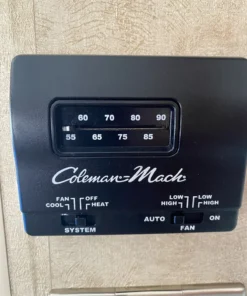 60 70 80 90
55 65 75 85
Coleman-Mach
FAN OFF LOW LOW
COOL HEAT HIGH HIGH AUTO ON
SYSTEM FAN